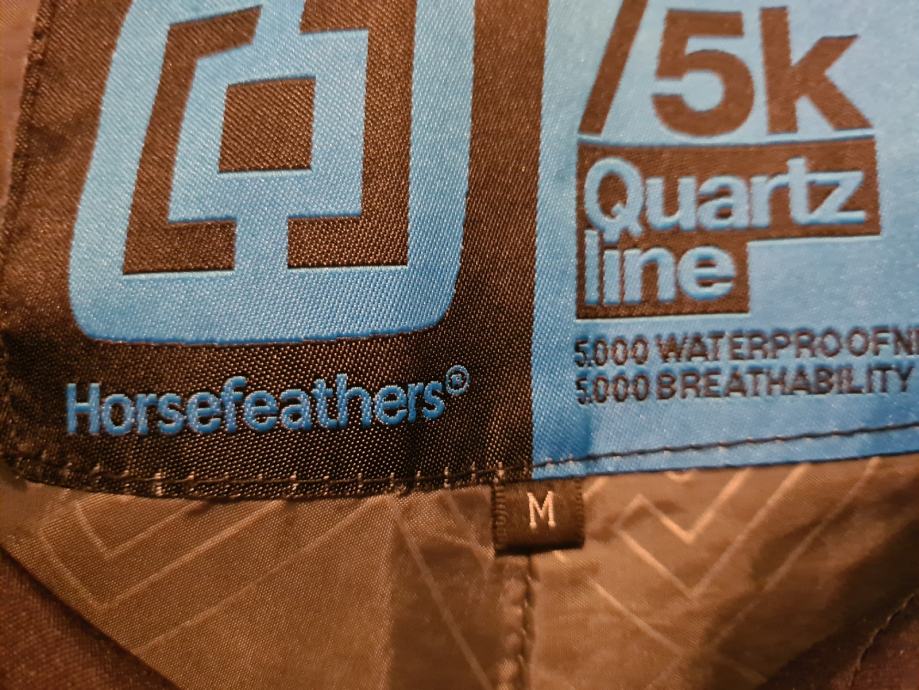 /5k
Quartz
line
5.000 WATERPROOFN
5.000 BREATHABILITY
Horsefeathers®
M